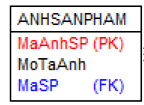 ANHSANPHAM
MaAnhSP (PK)
MoTaAnh
MaSP (FK)